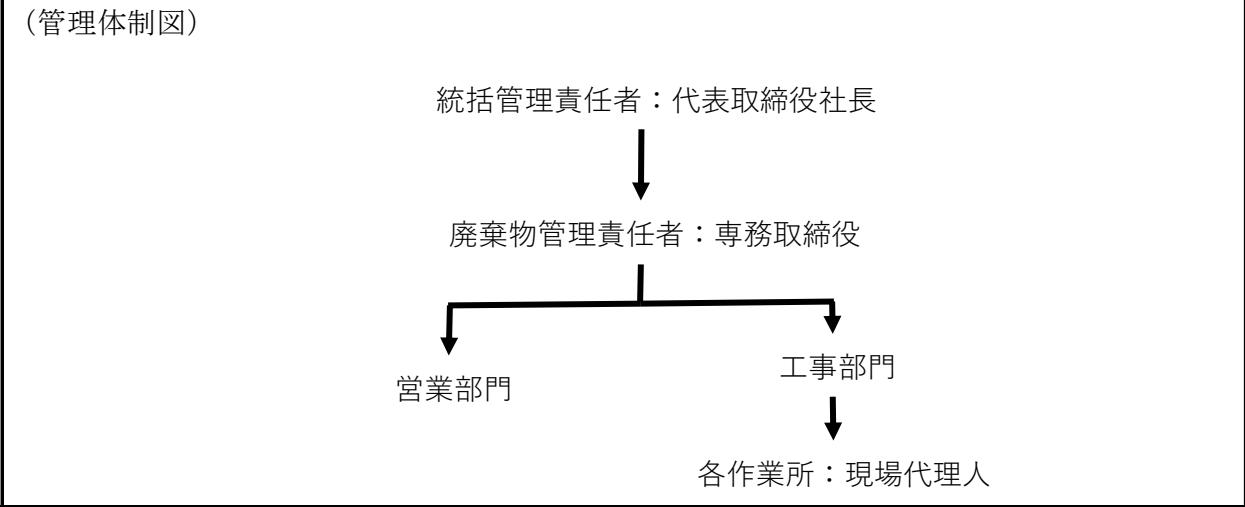 （管理体制図）
統括管理責任者：代表取締役社長
廃棄物管理責任者：専務取締役
営業部門
工事部門
各作業所：現場代理人